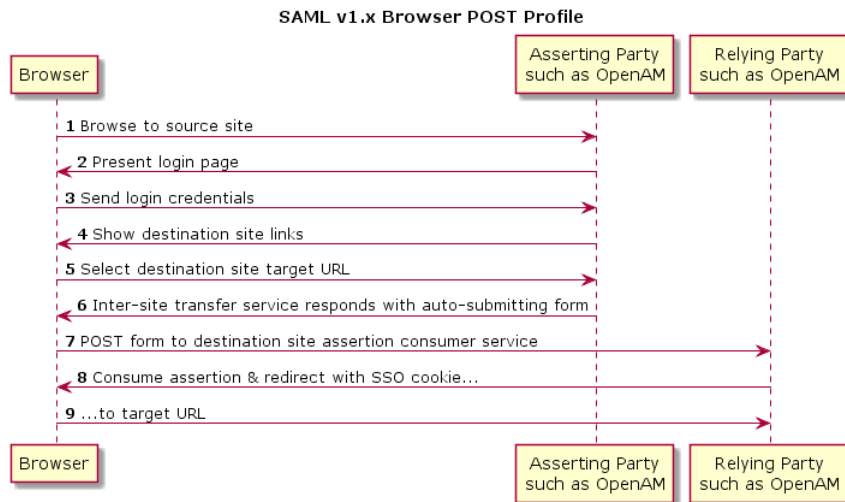 SAML v1.x Browser POST Profile
Browser
Asserting Party
such as OpenAM
Relying Party
such as OpenAM
1 Browse to source site
2 Present login page
3 Send login credentials
4 Show destination site links
5 Select destination site target URL
6 Inter-site transfer service responds with auto-submitting form
7 POST form to destination site assertion consumer service
8 Consume assertion & redirect with SSO cookie...
9 ...to target URL
Browser
Asserting Party
such as OpenAM
Relying Party
such as OpenAM